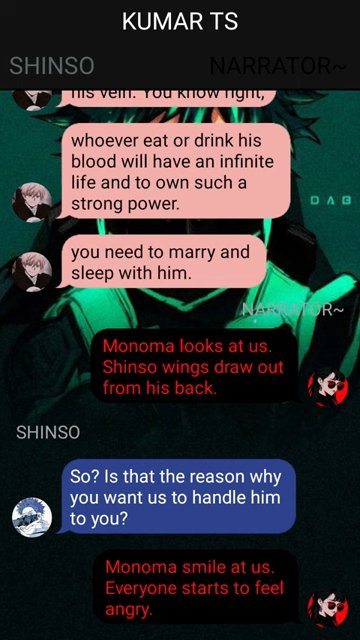 KUMAR TS
SHINSO
NARRATOR~
his vein. You know right,
whoever eat or drink his
blood will have an infinite
life and to own such a
strong power.
DAB
you need to marry and
sleep with him.
NARRATOR~
Monoma looks at us.
Shinso wings draw out
from his back.
SHINSO
So? Is that the reason why
you want us to handle him
to you?
Monoma smile at us.
Everyone starts to feel
angry.